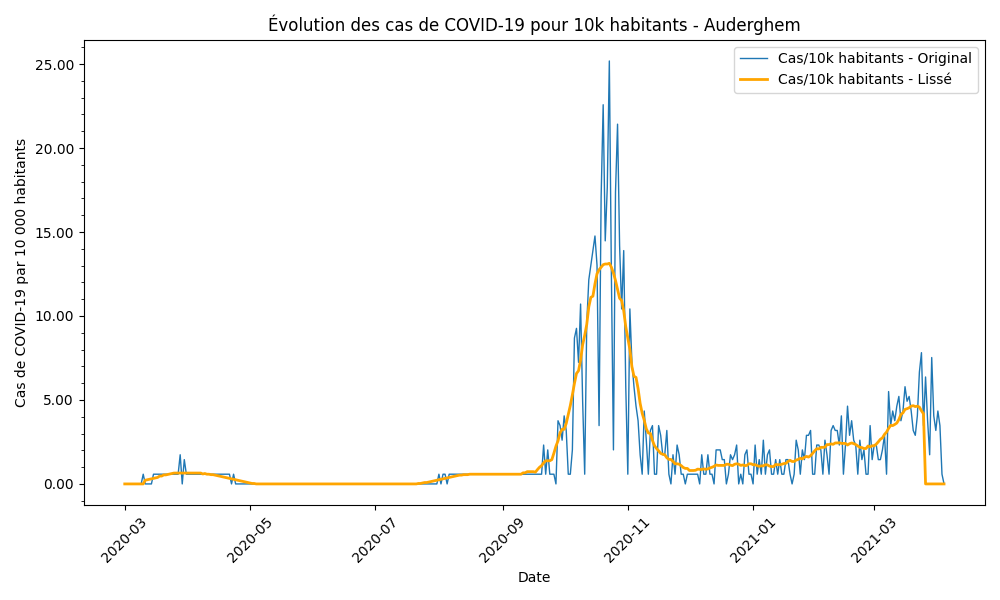 Évolution des cas de COVID-19 pour 10k habitants - Auderghem
Cas/10k habitants - Original
Cas/10k habitants - Lissé
Cas de COVID-19 par 10 000 habitants
25.00
20.00
15.00
10.00
5.00
0.00
2020-03
2020-05
2020-07
2020-09
2020-11
2021-01
2021-03
Date